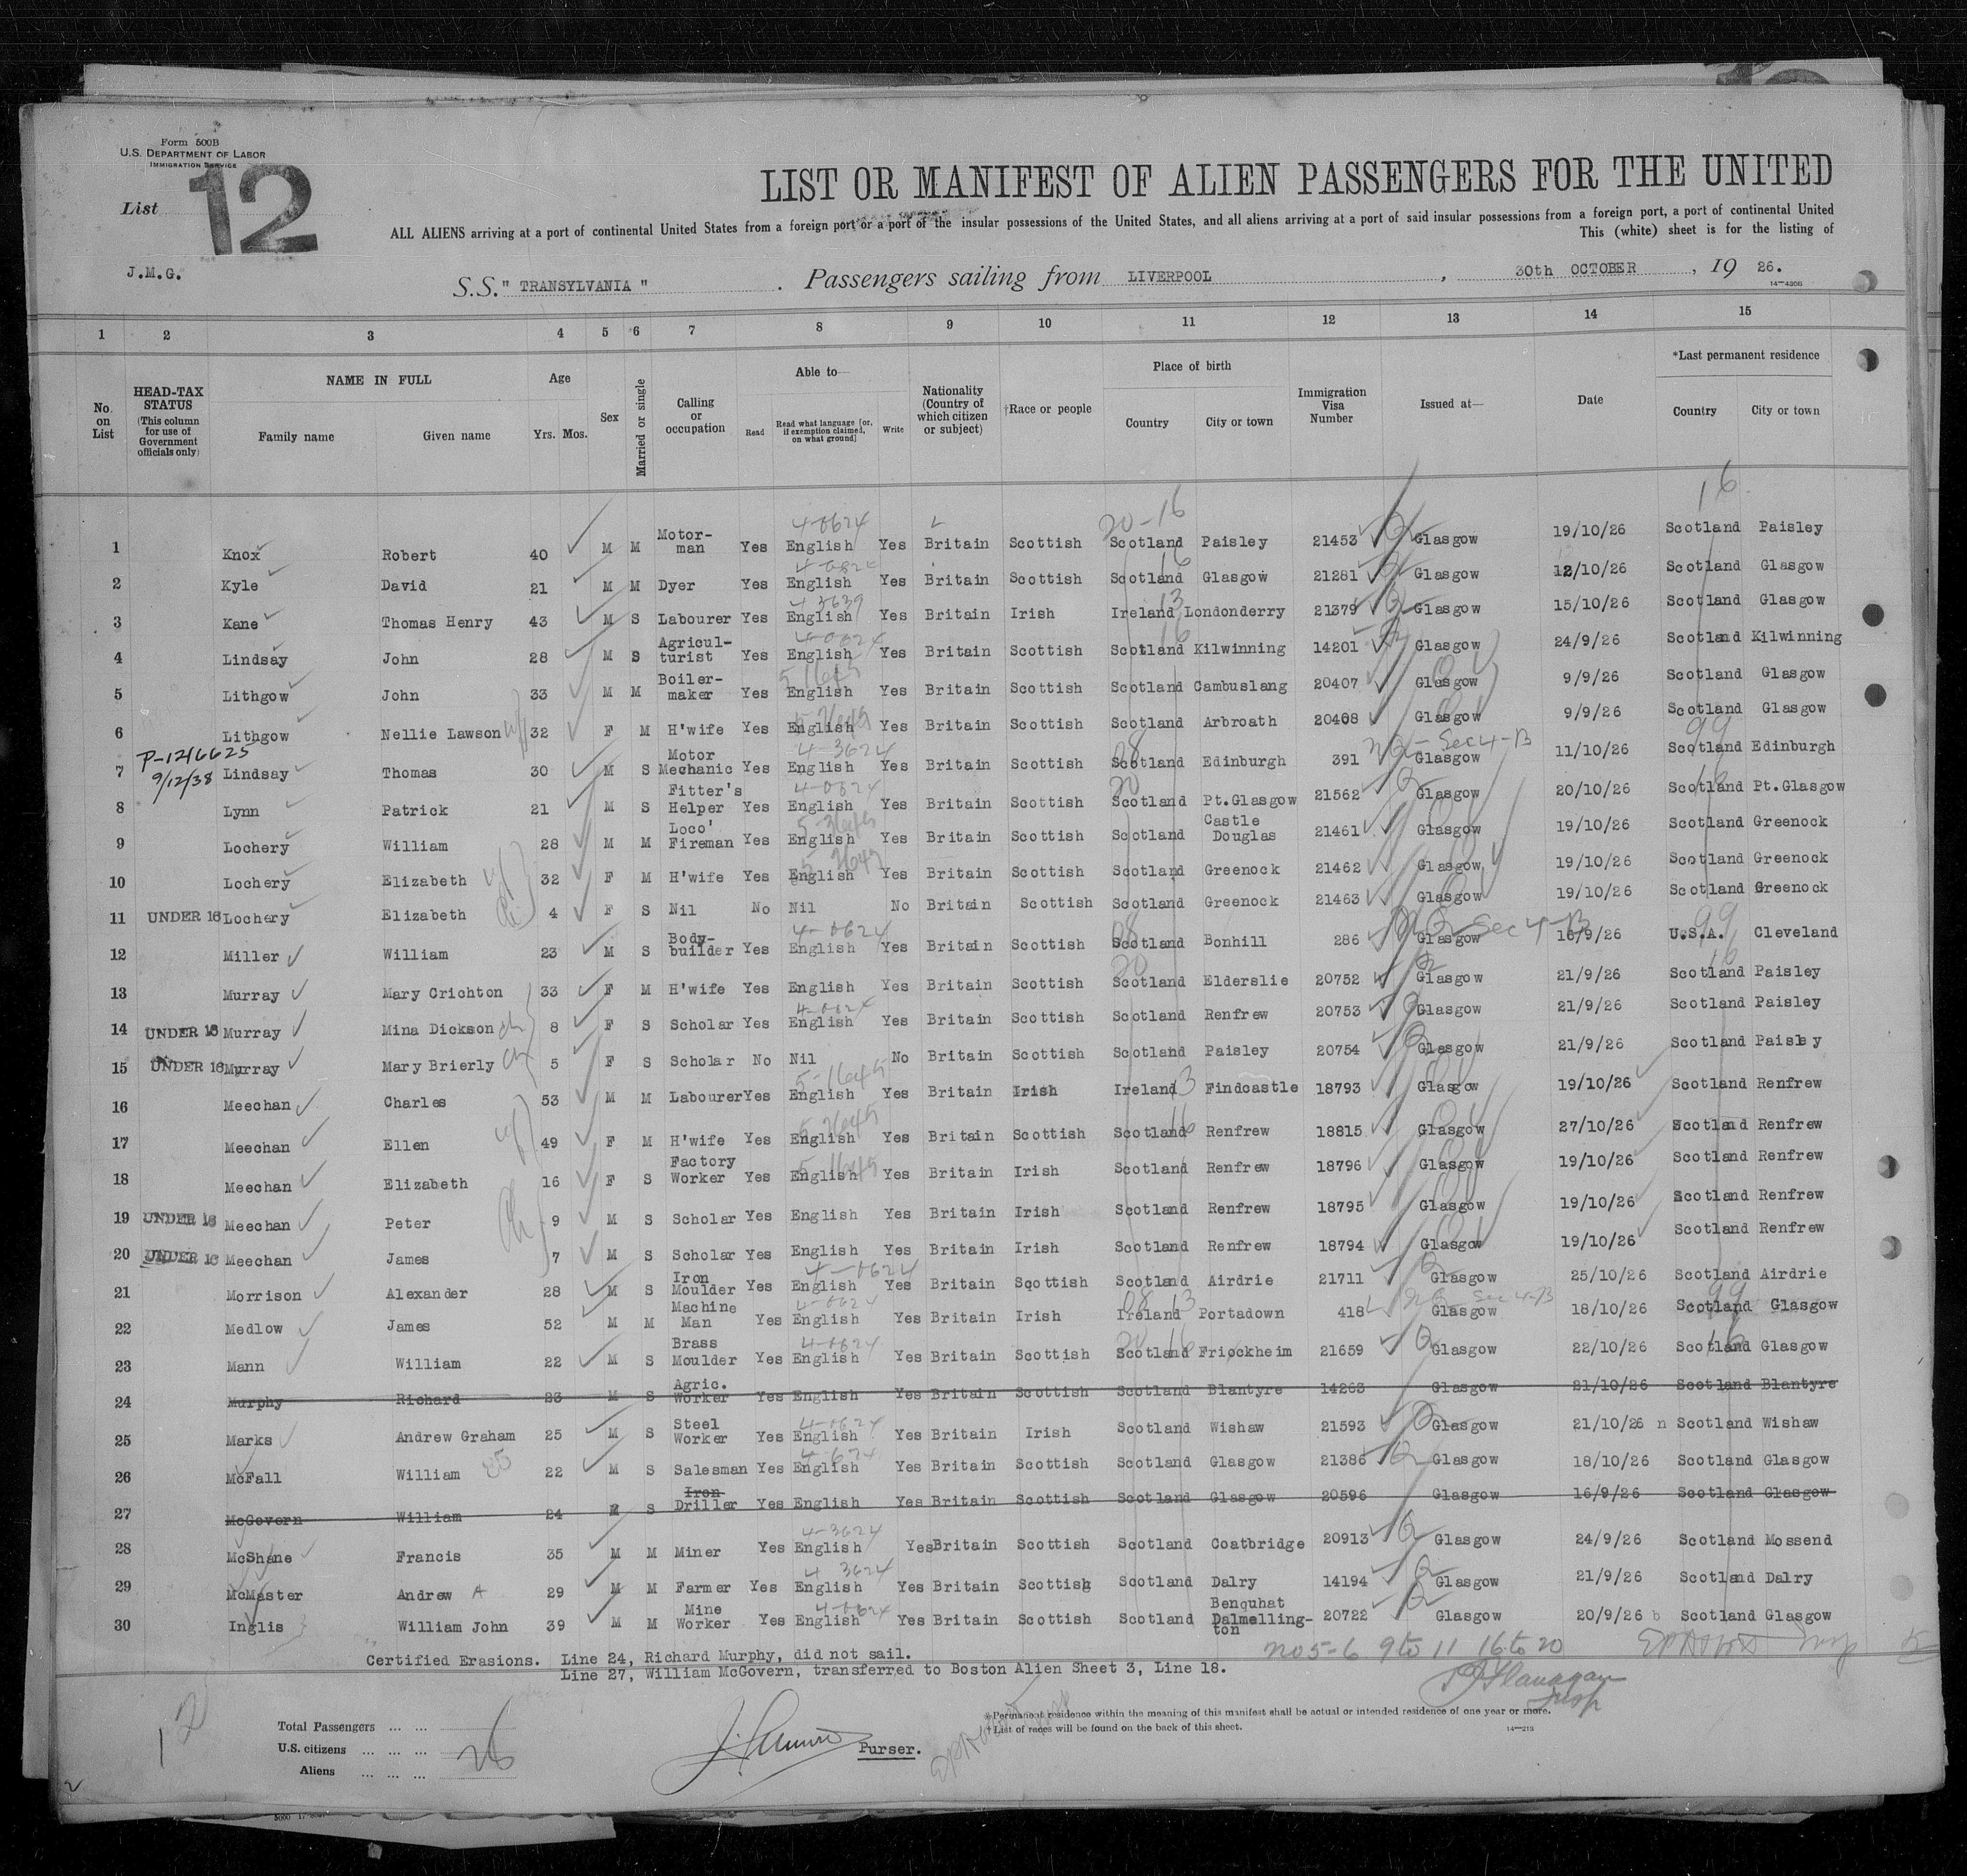 Form 500B
U.S. DEPARTMENT OF LABOR
IMMIGRATION SERVICE
List 12
J.M.G.
LIST OR MANIFEST OF ALIEN PASSENGERS FOR THE UNITED
ALL ALIENS arriving at a port of continental United States from a foreign port or a port of the insular possessions of the United States, and all aliens arriving at a port of said insular possessions from a foreign port, a port of continental United
This (white) sheet is for the listing of
S.S. " TRANSYLVANIA " . Passengers sailing from LIVERPOOL , 30th OCTOBER , 19 26.
14—430B
1 2 3 4 5 6 7 8 9 10 11 12 13 14 15
No. on List
HEAD-TAX STATUS
(This column for use of Government officials only)
NAME IN FULL
Family name Given name
Age
Yrs. Mos.
Sex
Married or single
Calling or occupation
Able to—
Read Read what language [or, if exemption claimed, on what ground] Write
Nationality (Country of which citizen or subject)
†Race or people
Place of birth
Country City or town
Immigration Visa Number
Issued at—
Date
*Last permanent residence
Country City or town
20-16 16
1 Knox Robert 40 M M Motor-man Yes English Yes Britain Scottish Scotland Paisley 21453 Glasgow 19/10/26 Scotland Paisley
2 Kyle David 21 M M Dyer Yes English Yes Britain Scottish Scotland Glasgow 21281 Glasgow 12/10/26 Scotland Glasgow
3 Kane Thomas Henry 43 M S Labourer Yes English Yes Britain Irish Ireland Londonderry 21379 Glasgow 15/10/26 Scotland Glasgow
4 Lindsay John 28 M S Agricul-turist Yes English Yes Britain Scottish Scotland Kilwinning 14201 Glasgow 24/9/26 Scotland Kilwinning
5 Lithgow John 33 M M Boiler-maker Yes English Yes Britain Scottish Scotland Cambuslang 20407 Glasgow 9/9/26 Scotland Glasgow
6 Lithgow Nellie Lawson wf 32 F M H'wife Yes English Yes Britain Scottish Scotland Arbroath 20408 Glasgow 9/9/26 Scotland Glasgow
P-1216625
9/12/38
7 Lindsay Thomas 30 M S Motor Mechanic Yes English Yes Britain Scottish Scotland Edinburgh 391 Sec 4-B Glasgow 11/10/26 Scotland Edinburgh
8 Lynn Patrick 21 M S Fitter's Helper Yes English Yes Britain Scottish Scotland Pt.Glasgow 21562 Glasgow 20/10/26 Scotland Pt.Glasgow
9 Lochery William 28 M M Loco' Fireman Yes English Yes Britain Scottish Scotland Castle Douglas 21461 Glasgow 19/10/26 Scotland Greenock
10 Lochery Elizabeth wf 32 F M H'wife Yes English Yes Britain Scottish Scotland Greenock 21462 Glasgow 19/10/26 Scotland Greenock
11 UNDER 16 Lochery Elizabeth 4 F S Nil No Nil No Britain Scottish Scotland Greenock 21463 Glasgow 19/10/26 Scotland Greenock
12 Miller William 23 M S Body-builder Yes English Yes Britain Scottish Scotland Bonhill 286 Sec 4-B Glasgow 16/9/26 U.S.A. Cleveland
13 Murray Mary Crichton 33 F M H'wife Yes English Yes Britain Scottish Scotland Elderslie 20752 Glasgow 21/9/26 Scotland Paisley
14 UNDER 16 Murray Mina Dickson ch 8 F S Scholar Yes English Yes Britain Scottish Scotland Renfrew 20753 Glasgow 21/9/26 Scotland Paisley
15 UNDER 16 Murray Mary Brierly ch 5 F S Scholar No Nil No Britain Scottish Scotland Paisley 20754 Glasgow 21/9/26 Scotland Paisley
16 Meechan Charles 53 M M Labourer Yes English Yes Britain Irish Ireland Findcastle 18793 Glasgow 19/10/26 Scotland Renfrew
17 Meechan Ellen wf 49 F M H'wife Yes English Yes Britain Scottish Scotland Renfrew 18815 Glasgow 27/10/26 Scotland Renfrew
18 Meechan Elizabeth 16 F S Factory Worker Yes English Yes Britain Irish Scotland Renfrew 18796 Glasgow 19/10/26 Scotland Renfrew
19 UNDER 16 Meechan Peter ch 9 M S Scholar Yes English Yes Britain Irish Scotland Renfrew 18795 Glasgow 19/10/26 Scotland Renfrew
20 UNDER 16 Meechan James 7 M S Scholar Yes English Yes Britain Irish Scotland Renfrew 18794 Glasgow 19/10/26 Scotland Renfrew
21 Morrison Alexander 28 M S Iron Moulder Yes English Yes Britain Scottish Scotland Airdrie 21711 Glasgow 25/10/26 Scotland Airdrie
22 Medlow James 52 M M Machine Man Yes English Yes Britain Irish Ireland Portadown 418 Sec 4-B Glasgow 18/10/26 Scotland Glasgow
23 Mann William 22 M S Brass Moulder Yes English Yes Britain Scottish Scotland Friockheim 21659 Glasgow 22/10/26 Scotland Glasgow
24 Murphy Richard 23 M S Agric. Worker Yes English Yes Britain Scottish Scotland Blantyre 14263 Glasgow 21/10/26 Scotland Blantyre
25 Marks Andrew Graham 25 M S Steel Worker Yes English Yes Britain Irish Scotland Wishaw 21593 Glasgow 21/10/26 n Scotland Wishaw
26 McFall William 22 M S Salesman Yes English Yes Britain Scottish Scotland Glasgow 21386 Glasgow 18/10/26 Scotland Glasgow
27 McGovern William 24 M S Iron Driller Yes English Yes Britain Scottish Scotland Glasgow 20596 Glasgow 16/9/26 Scotland Glasgow
28 McShane Francis 35 M M Miner Yes English Yes Britain Scottish Scotland Coatbridge 20913 Glasgow 24/9/26 Scotland Mossend
29 McMaster Andrew A 29 M M Farmer Yes English Yes Britain Scottish Scotland Dalry 14194 Glasgow 21/9/26 Scotland Dalry
30 Inglis William John 39 M M Mine Worker Yes English Yes Britain Scottish Scotland Benquhat Dalmelling-ton 20722 Glasgow 20/9/26 b Scotland Glasgow
Certified Erasions. Line 24, Richard Murphy, did not sail.
Line 27, William McGovern, transferred to Boston Alien Sheet 3, Line 18.
no 5-6 9 to 11 16 to 20
Flanagan
Insp
*Permanent residence within the meaning of this manifest shall be actual or intended residence of one year or more.
†List of races will be found on the back of this sheet.
14—213
Total Passengers ... ...
U.S. citizens ... ... ...
Aliens ... ... ...
26
Purser.